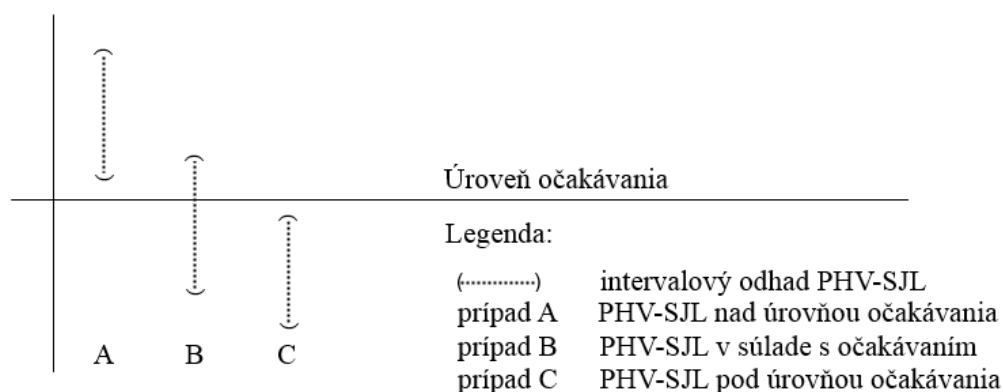 Úroveň očakávania
Legenda:
(··············) intervalový odhad PHV-SJL
prípad A PHV-SJL nad úrovňou očakávania
prípad B PHV-SJL v súlade s očakávaním
prípad C PHV-SJL pod úrovňou očakávania
A B C